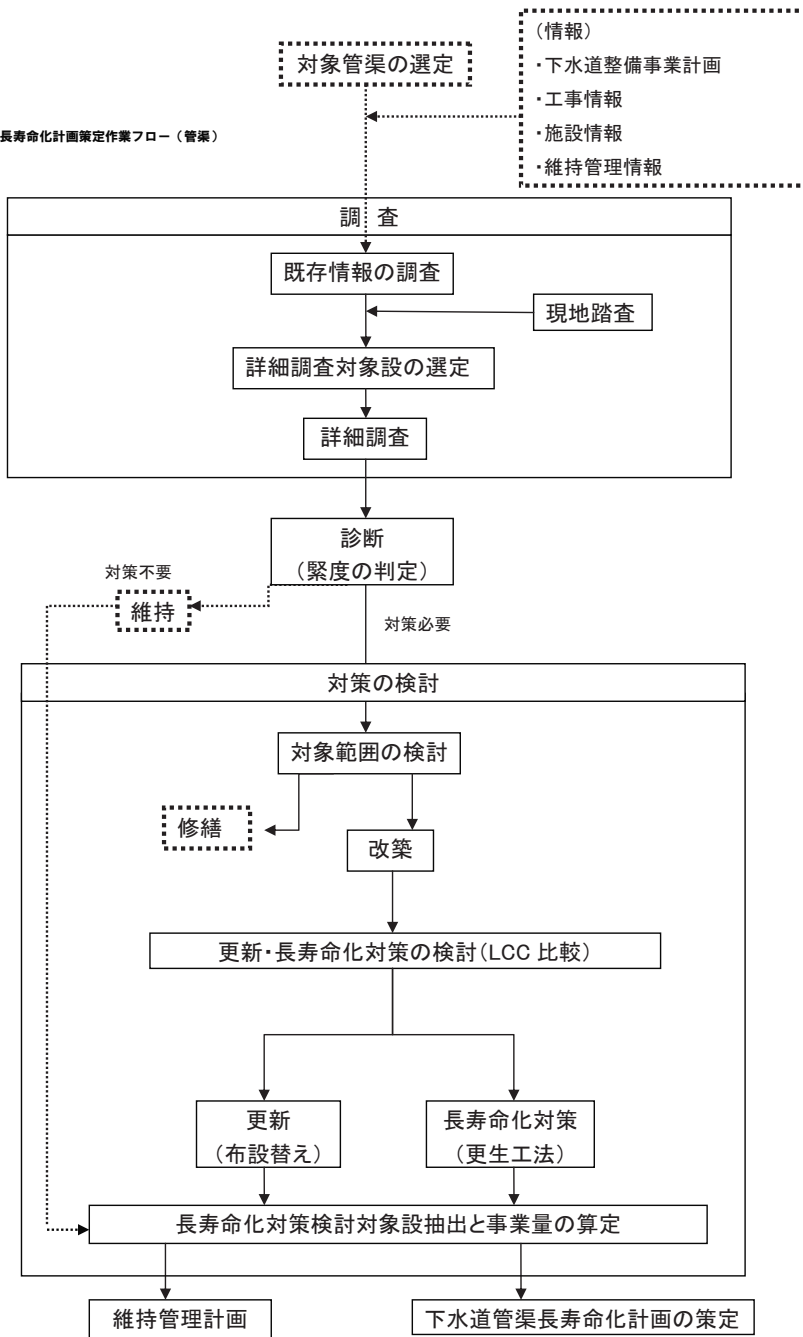 (情報)
・下水道整備事業計画
・工事情報
・施設情報
・維持管理情報
対象管渠の選定
長寿命化計画策定作業フロー（管渠）
調 査
既存情報の調査
現地踏査
詳細調査対象設の選定
詳細調査
診断
（緊度の判定）
対策不要
維持
対策必要
対策の検討
対象範囲の検討
修繕
改築
更新・長寿命化対策の検討(LCC 比較)
更新
（布設替え）
長寿命化対策
（更生工法）
長寿命化対策検討対象設抽出と事業量の算定
維持管理計画
下水道管渠長寿命化計画の策定